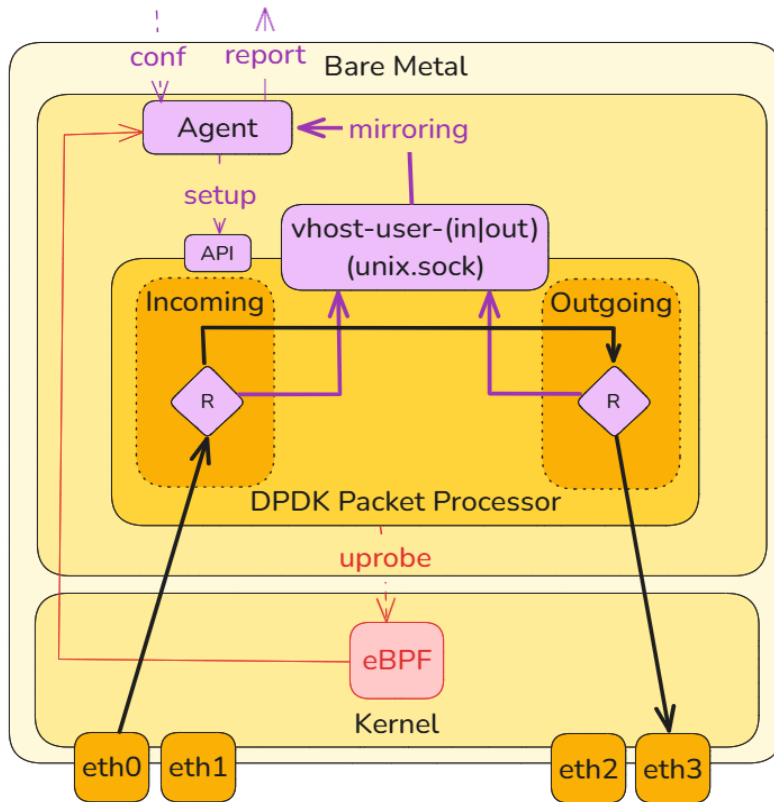 conf
report
Bare Metal
Agent
mirroring
setup
API
vhost-user-(in|out)
(unix.sock)
Incoming
Outgoing
R
R
DPDK Packet Processor
uprobe
eBPF
Kernel
eth0
eth1
eth2
eth3